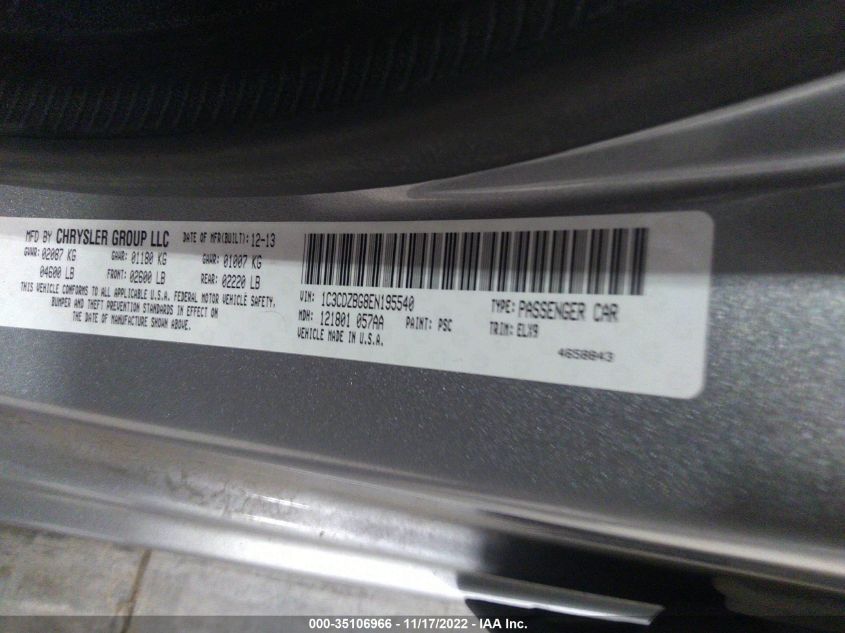 MFD BY CHRYSLER GROUP LLC DATE OF MFR(BUILT): 12-13
GVWR: 02087 KG GAWR: 01180 KG GAWR: 01007 KG
04600 LB FRONT: 02600 LB REAR: 02220 LB
THIS VEHICLE CONFORMS TO ALL APPLICABLE U.S.A. FEDERAL MOTOR VEHICLE SAFETY,
BUMPER AND THEFT PREVENTION STANDARDS IN EFFECT ON
THE DATE OF MANUFACTURE SHOWN ABOVE.
VIN: 1C3CDZBG8EN195540 TYPE: PASSENGER CAR
MDH: 121801 057AA PAINT: PSC TRIM: ELX9
VEHICLE MADE IN U.S.A.
4658843
000-35106966 - 11/17/2022 - IAA Inc.